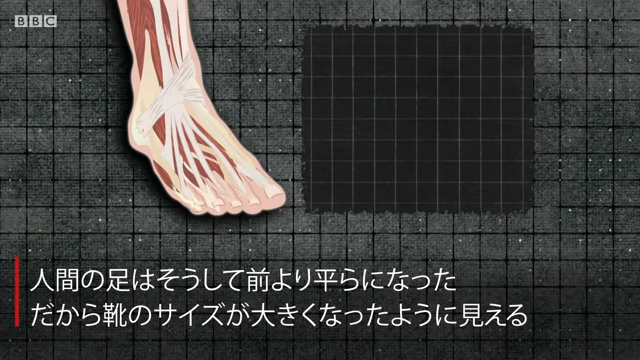 BBC
人間の足はそうして前より平らになった
だから靴のサイズが大きくなったように見える